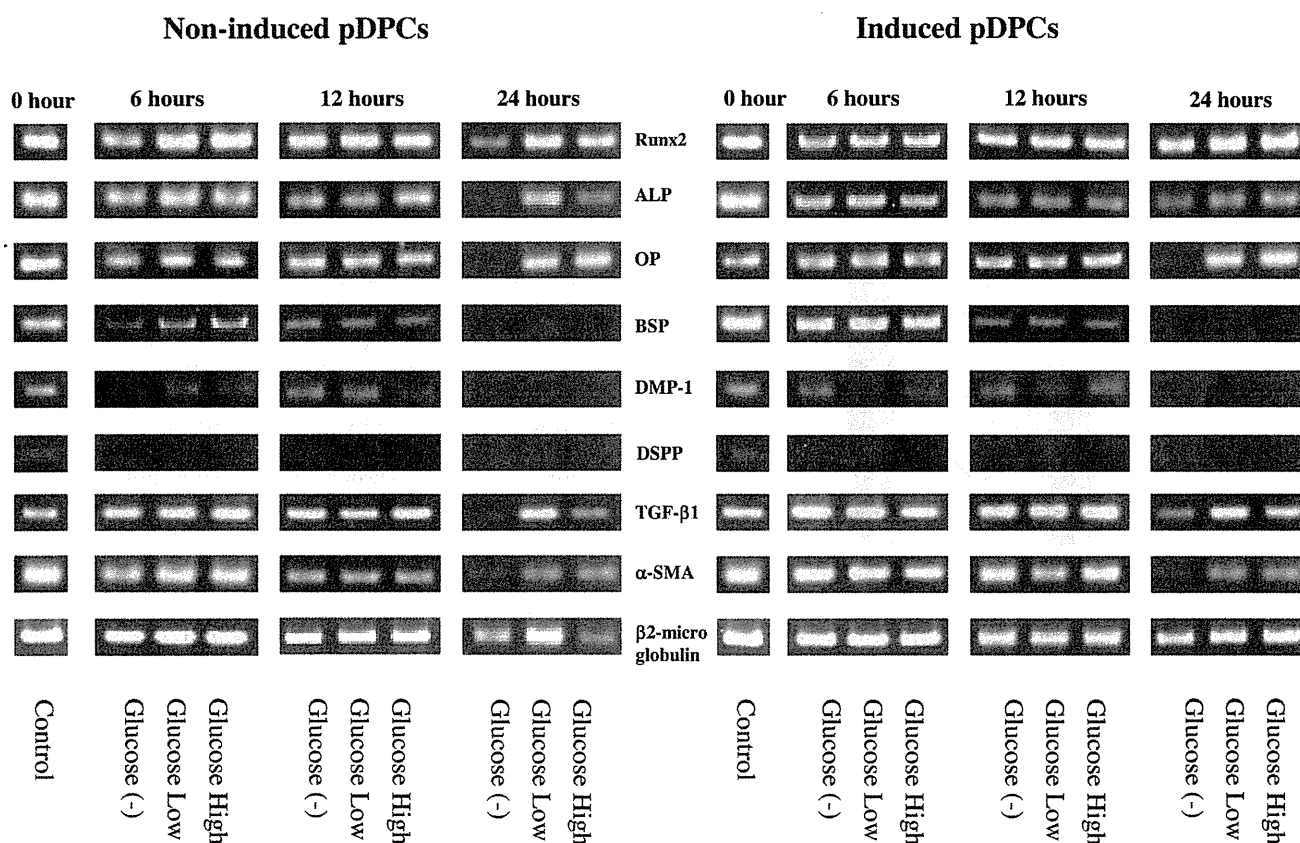 Non-induced pDPCs
Induced pDPCs
0 hour 6 hours 12 hours 24 hours
0 hour 6 hours 12 hours 24 hours
Runx2
ALP
OP
BSP
DMP-1
DSPP
TGF-β1
α-SMA
β2-micro
globulin
Control
Glucose (-)
Glucose Low
Glucose High
Glucose (-)
Glucose Low
Glucose High
Glucose (-)
Glucose Low
Glucose High
Control
Glucose (-)
Glucose Low
Glucose High
Glucose (-)
Glucose Low
Glucose High
Glucose (-)
Glucose Low
Glucose High